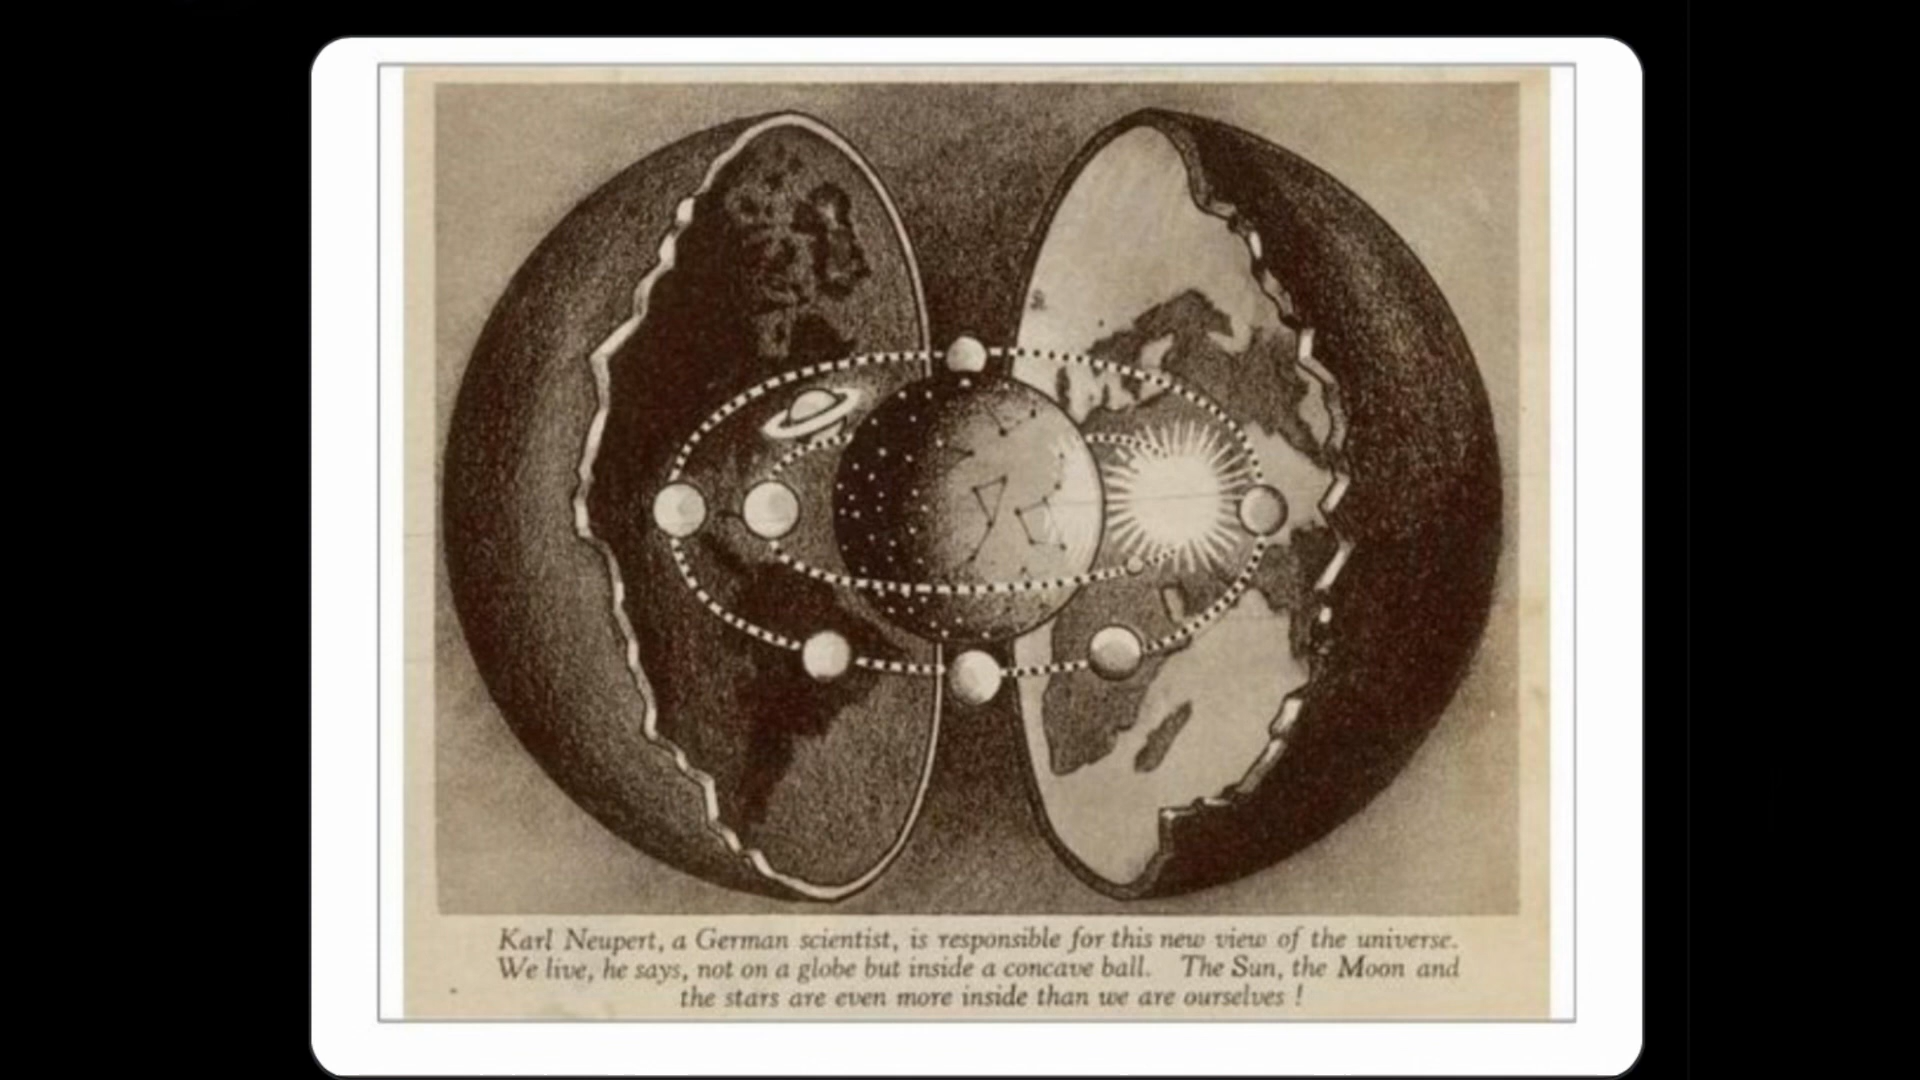 Karl Neupert, a German scientist, is responsible for this new view of the universe.
We live, he says, not on a globe but inside a concave ball. The Sun, the Moon and
the stars are even more inside than we are ourselves !